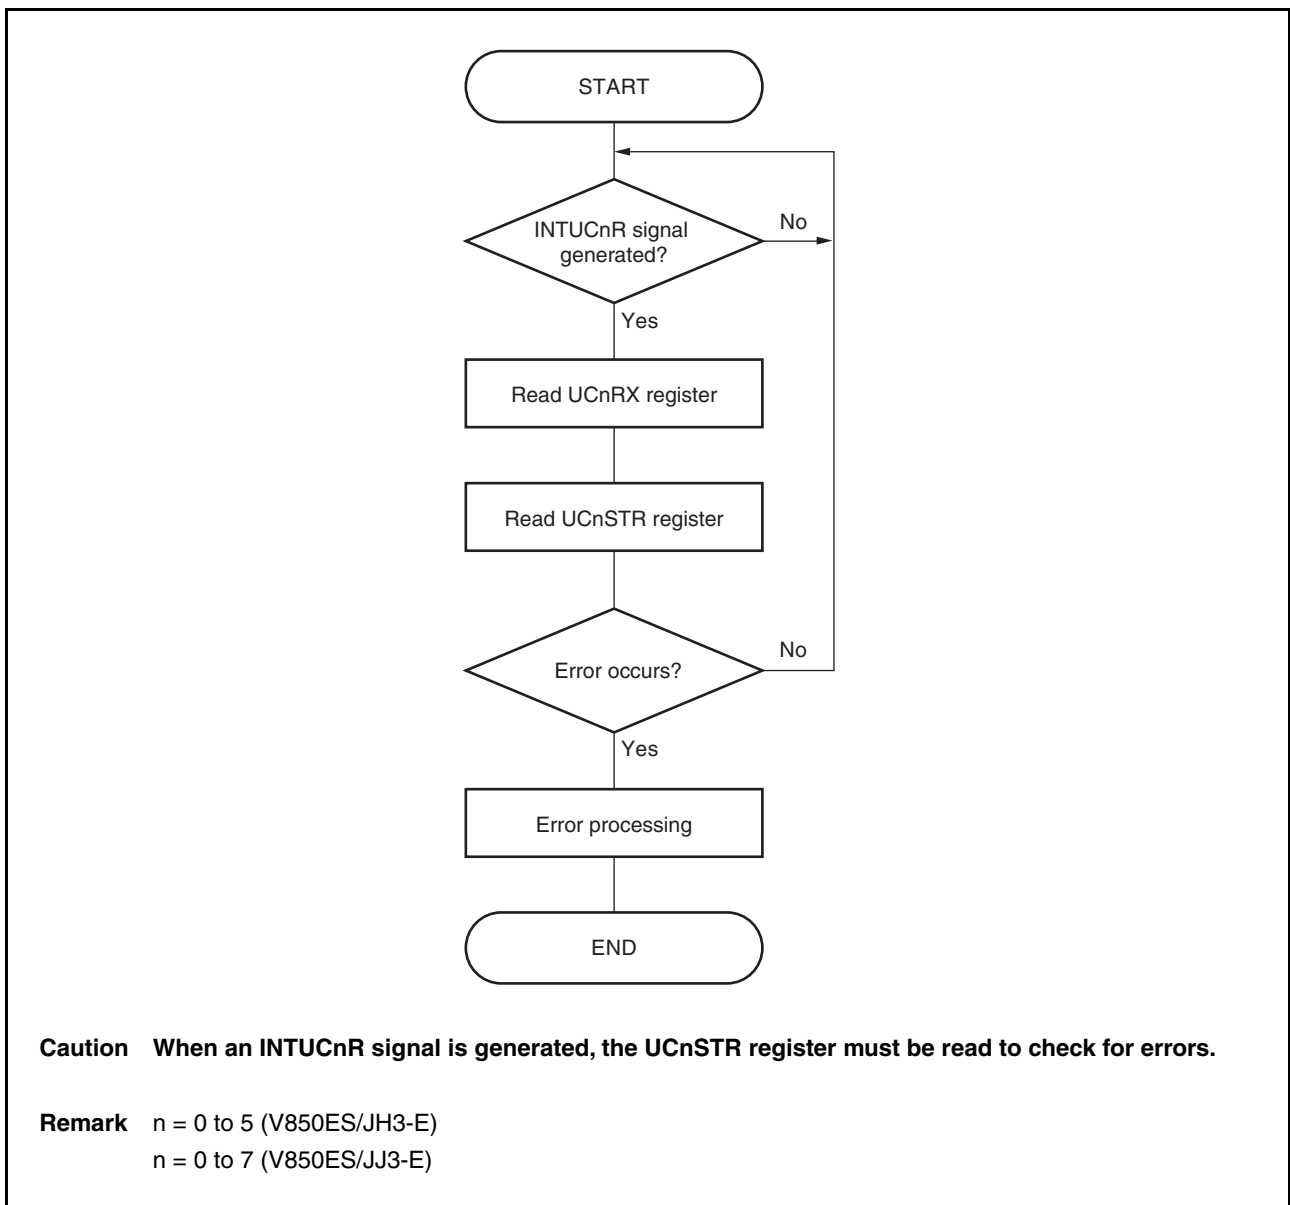 START
INTUCnR signal
generated?
No
Yes
Read UCnRX register
Read UCnSTR register
Error occurs?
No
Yes
Error processing
END
Caution When an INTUCnR signal is generated, the UCnSTR register must be read to check for errors.
Remark n = 0 to 5 (V850ES/JH3-E)
n = 0 to 7 (V850ES/JJ3-E)